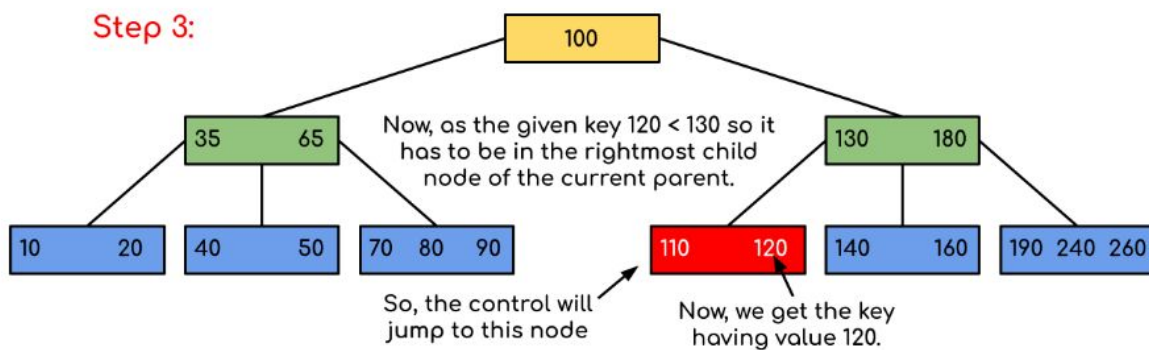 Step 3:
100
35 65
Now, as the given key 120 < 130 so it
has to be in the rightmost child
node of the current parent.
130 180
10 20
40 50
70 80 90
110 120
140 160
190 240 260
So, the control will
jump to this node
Now, we get the key
having value 120.